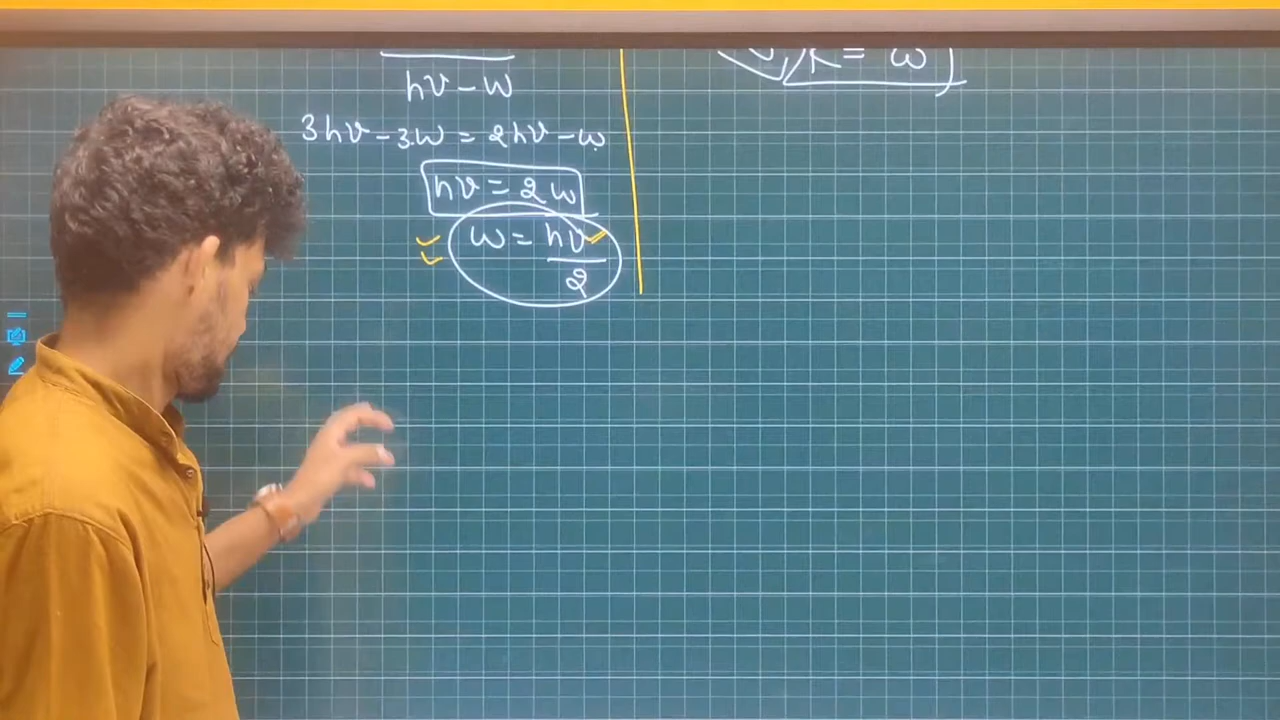 hν - W
3hν - 3W = 2hν - W
hν = 2W
W = hν/2
K = W